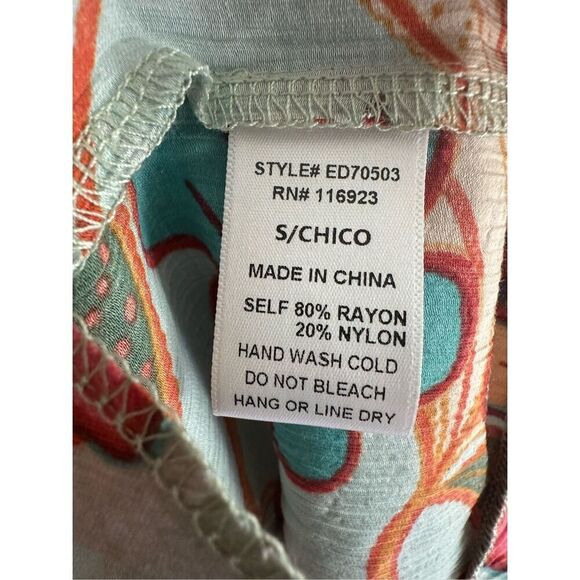 STYLE# ED70503
RN# 116923
S/CHICO
MADE IN CHINA
SELF 80% RAYON
20% NYLON
HAND WASH COLD
DO NOT BLEACH
HANG OR LINE DRY